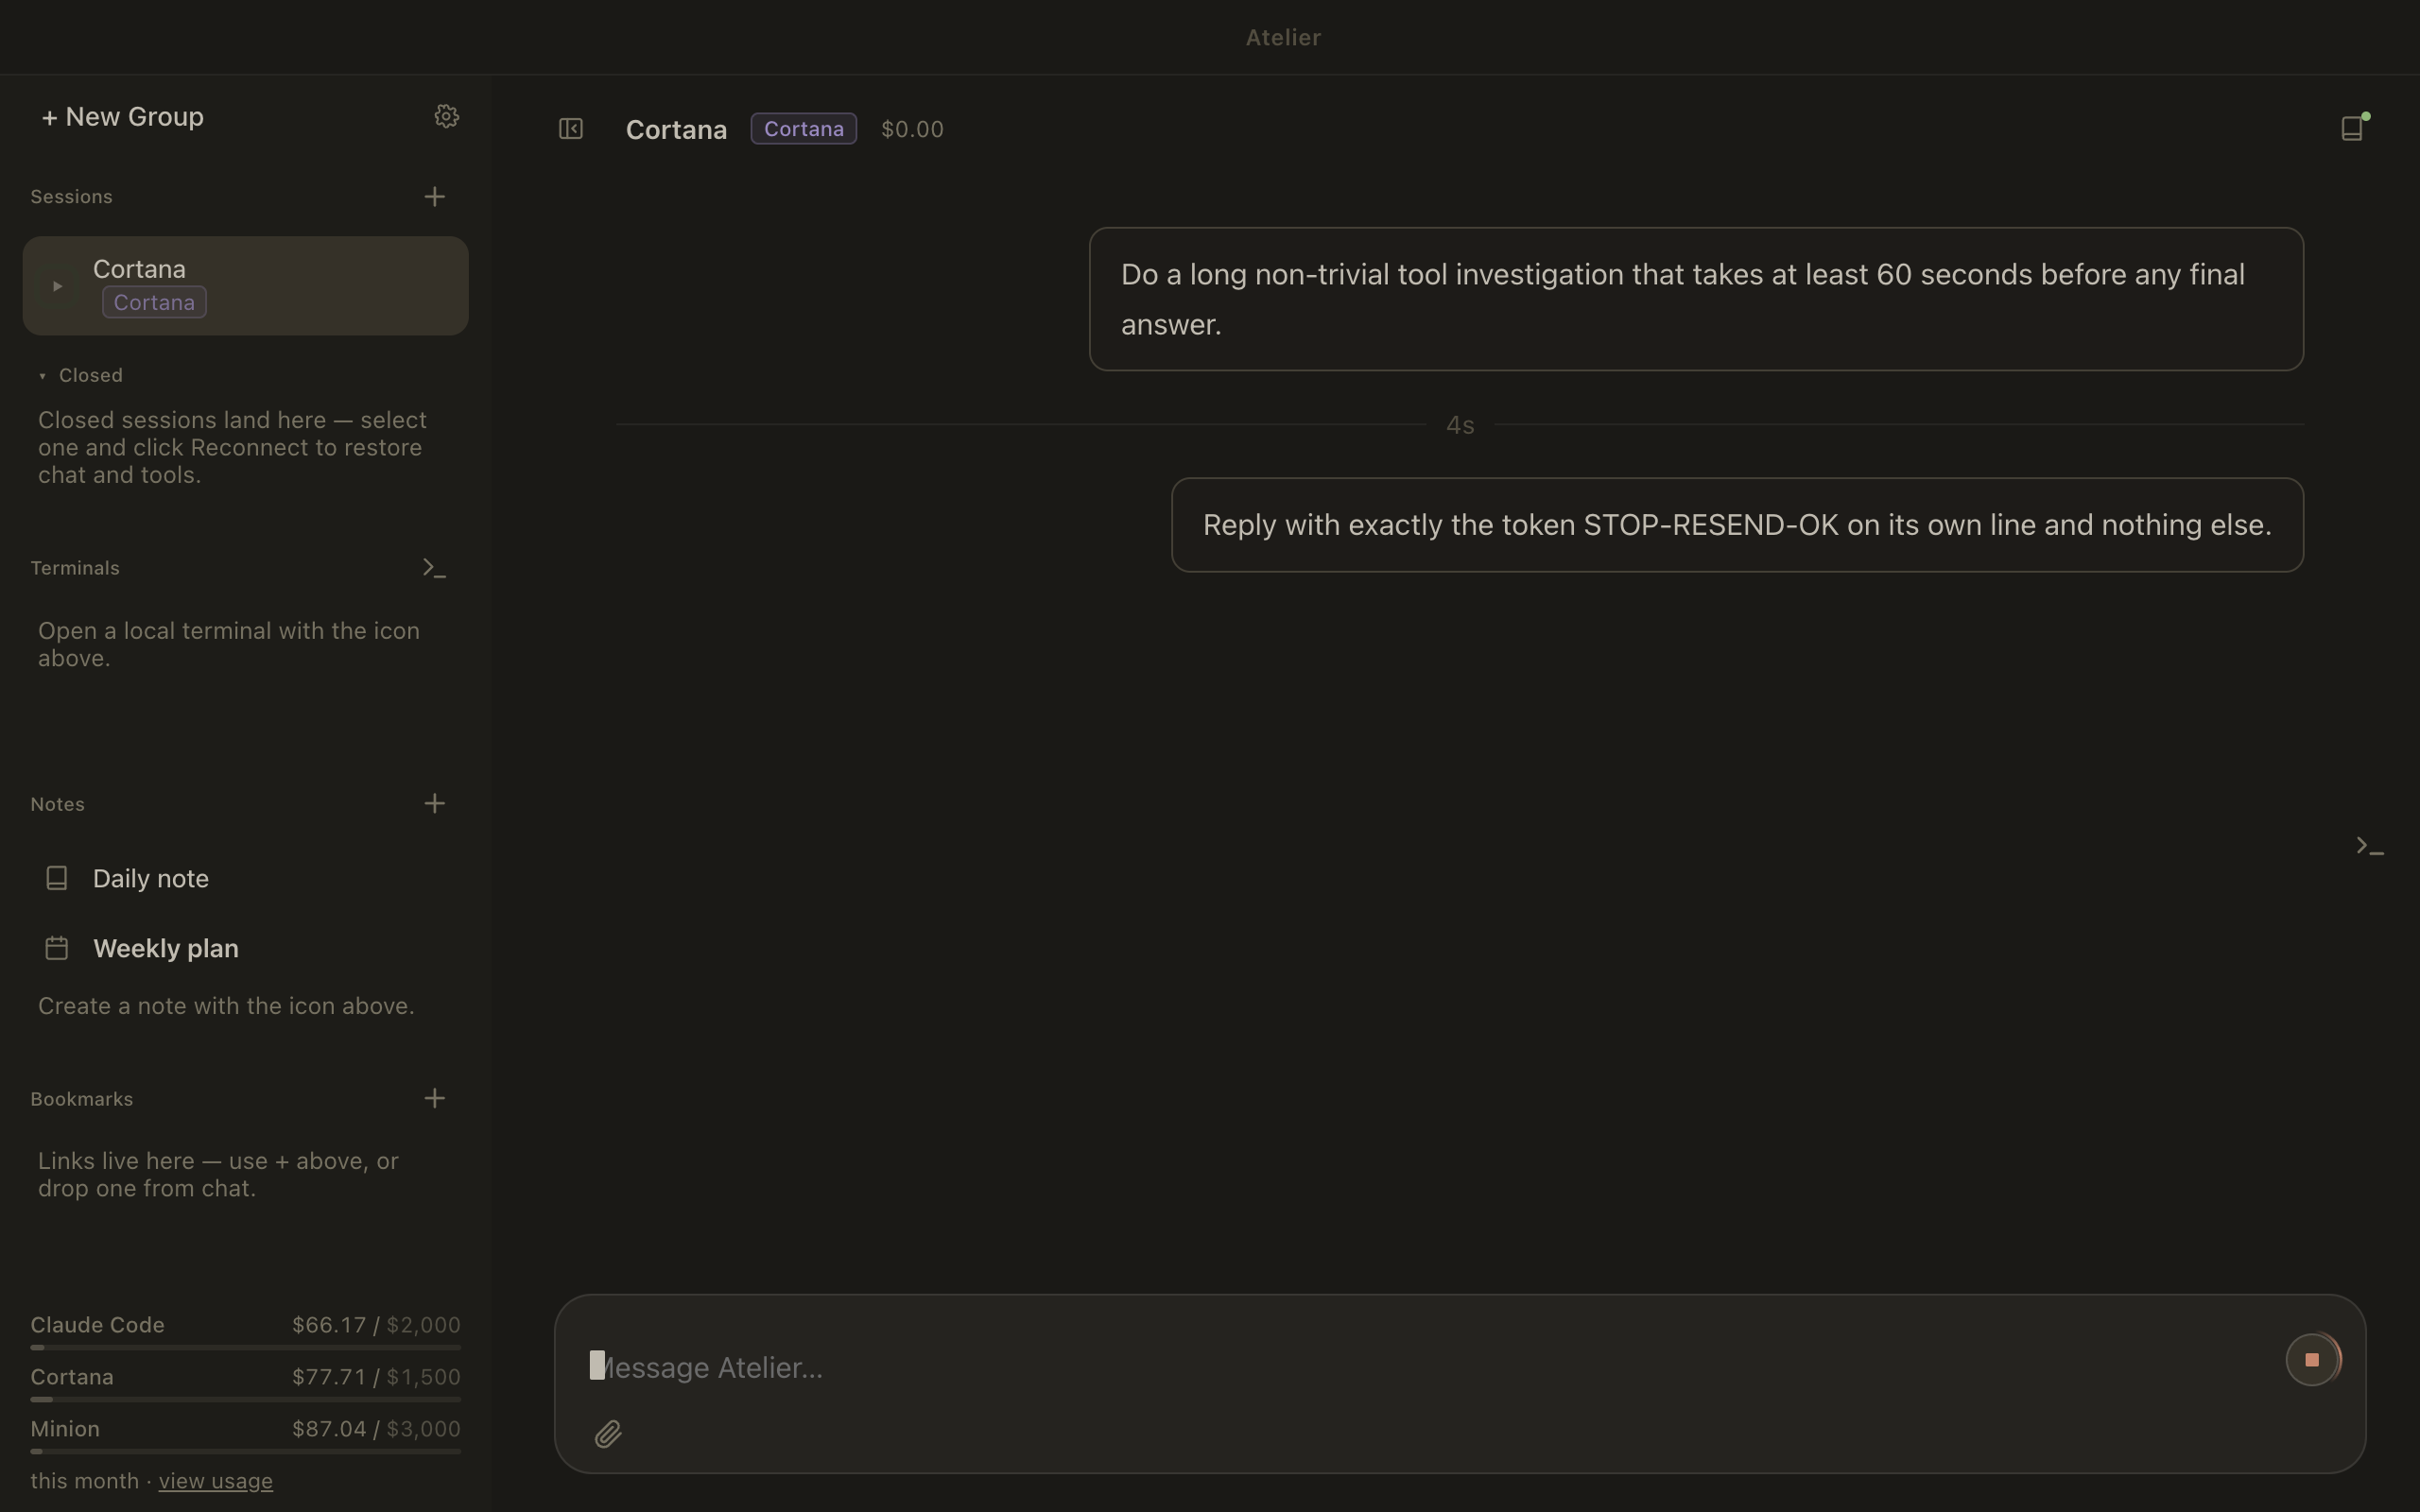 Atelier
+ New Group
Sessions
Cortana
Cortana
Closed
Closed sessions land here — select
one and click Reconnect to restore
chat and tools.
Terminals
Open a local terminal with the icon
above.
Notes
Daily note
Weekly plan
Create a note with the icon above.
Bookmarks
Links live here — use + above, or
drop one from chat.
Claude Code $66.17 / $2,000
Cortana $77.71 / $1,500
Minion $87.04 / $3,000
this month · view usage
Cortana Cortana $0.00
Do a long non-trivial tool investigation that takes at least 60 seconds before any final
answer.
4s
Reply with exactly the token STOP-RESEND-OK on its own line and nothing else.
Message Atelier...